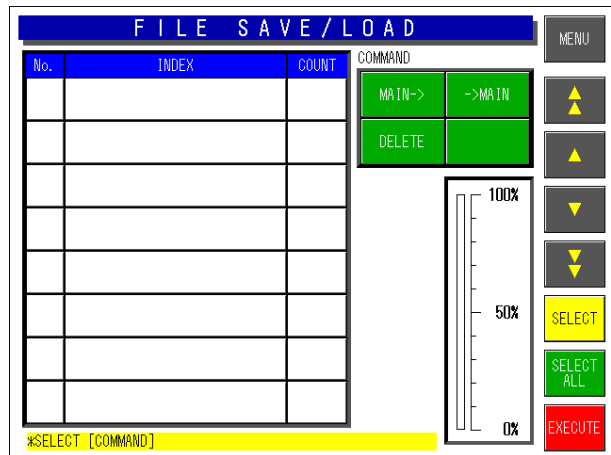 FILE SAVE/LOAD
MENU
No. INDEX COUNT
COMMAND
MAIN-> ->MAIN
DELETE
100%
50%
0%
SELECT
SELECT
ALL
EXECUTE
*SELECT [COMMAND]